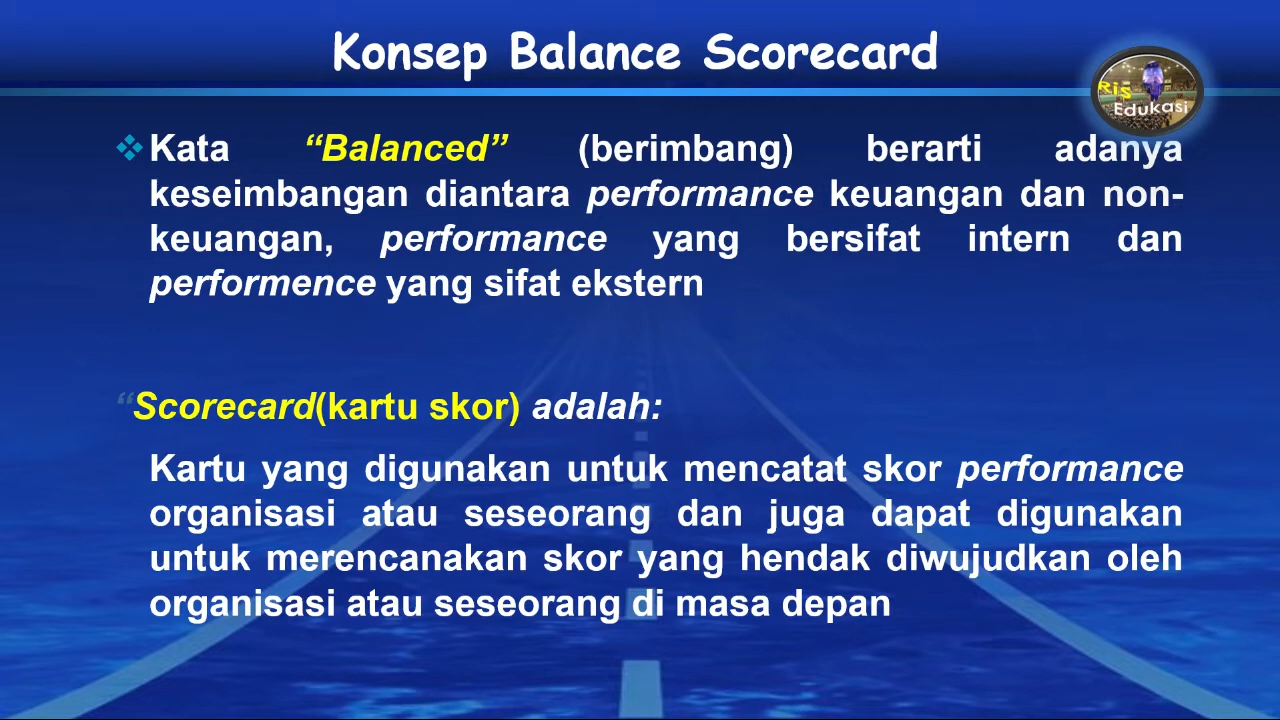 Konsep Balance Scorecard
Ris
Edukasi
Kata “Balanced” (berimbang) berarti adanya
keseimbangan diantara performance keuangan dan non-
keuangan, performance yang bersifat intern dan
performence yang sifat ekstern
“Scorecard(kartu skor) adalah:
Kartu yang digunakan untuk mencatat skor performance
organisasi atau seseorang dan juga dapat digunakan
untuk merencanakan skor yang hendak diwujudkan oleh
organisasi atau seseorang di masa depan